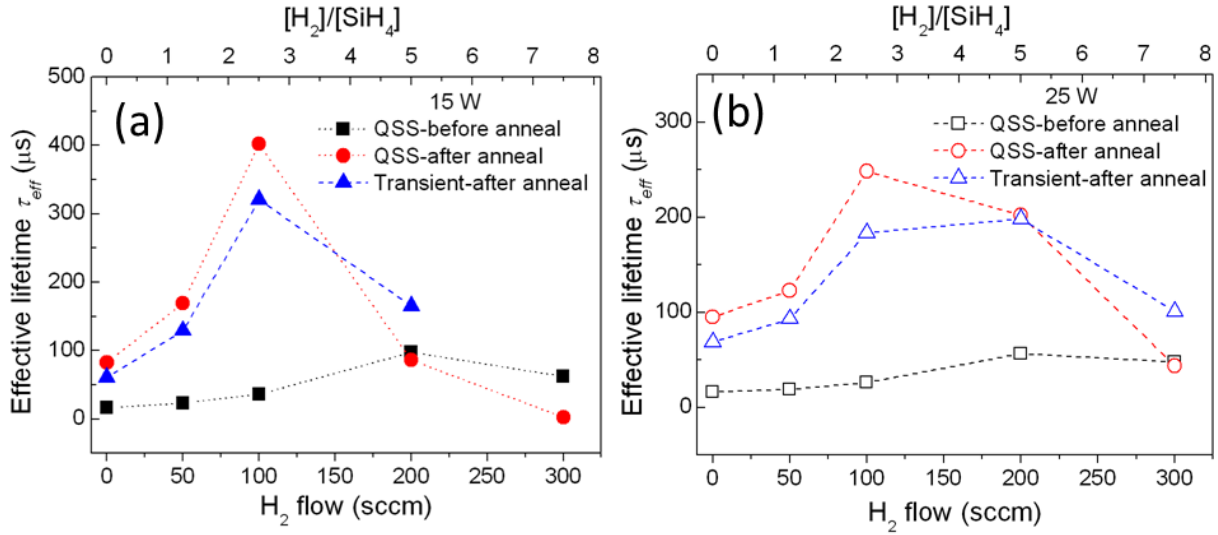 [H₂]/[SiH₄]
0 1 2 3 4 5 6 7 8
(a)
15 W
QSS-before anneal
QSS-after anneal
Transient-after anneal
500
400
300
200
100
0
Effective lifetime τeff (μs)
0 50 100 150 200 250 300
H₂ flow (sccm)
[H₂]/[SiH₄]
0 1 2 3 4 5 6 7 8
(b)
25 W
QSS-before anneal
QSS-after anneal
Transient-after anneal
300
200
100
0
Effective lifetime τeff (μs)
0 50 100 150 200 250 300
H₂ flow (sccm)